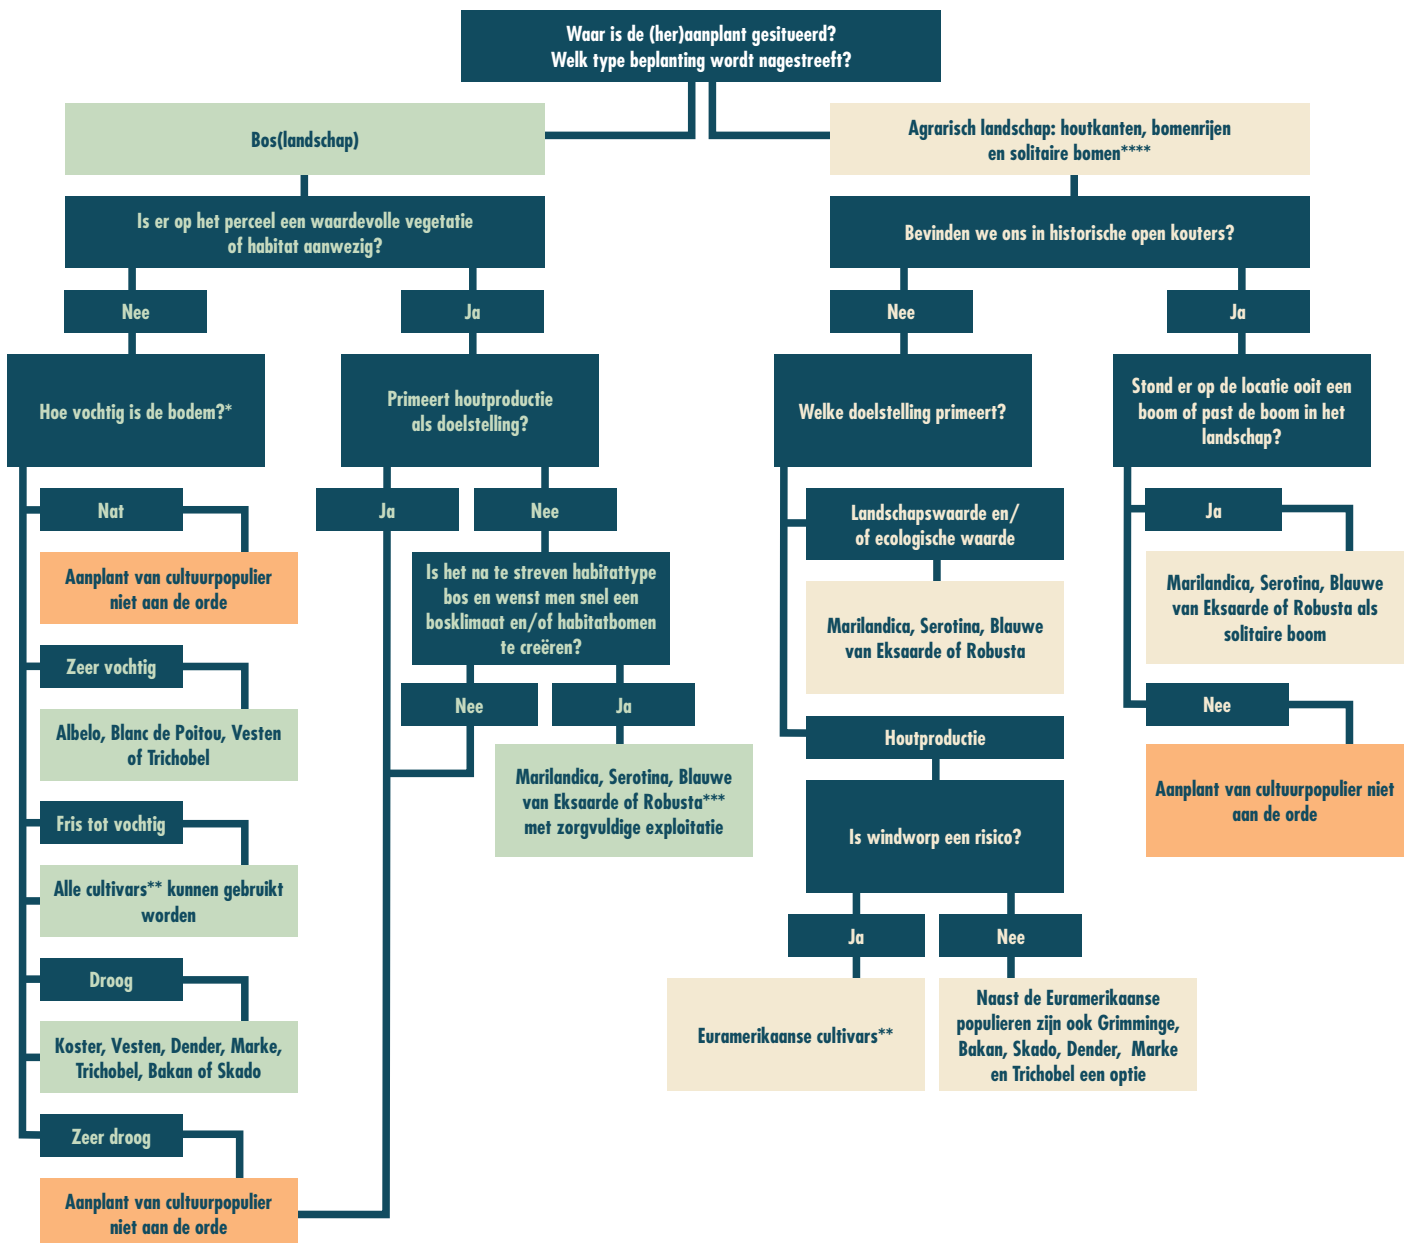 Waar is de (her)aanplant gesitueerd?
Welk type beplanting wordt nagestreeft?
Bos(landschap)
Is er op het perceel een waardevolle vegetatie
of habitat aanwezig?
Nee
Ja
Hoe vochtig is de bodem?*
Nat
Aanplant van cultuurpopulier
niet aan de orde
Zeer vochtig
Albelo, Blanc de Poitou, Vesten
of Trichobel
Fris tot vochtig
Alle cultivars** kunnen gebruikt
worden
Droog
Koster, Vesten, Dender, Marke,
Trichobel, Bakan of Skado
Zeer droog
Aanplant van cultuurpopulier
niet aan de orde
Primeert houtproductie
als doelstelling?
Ja
Nee
Is het na te streven habitattype
bos en wenst men snel een
bosklimaat en/of habitatbomen
te creëren?
Nee
Ja
Marilandica, Serotina, Blauwe
van Eksaarde of Robusta***
met zorgvuldige exploitatie
Agrarisch landschap: houtkanten, bomenrijen
en solitaire bomen****
Bevinden we ons in historische open kouters?
Nee
Ja
Welke doelstelling primeert?
Landschapswaarde en/
of ecologische waarde
Marilandica, Serotina, Blauwe
van Eksaarde of Robusta
Houtproductie
Is windworp een risico?
Ja
Nee
Euramerikaanse cultivars**
Naast de Euramerikaanse
populieren zijn ook Grimminge,
Bakan, Skado, Dender, Marke
en Trichobel een optie
Stond er op de locatie ooit een
boom of past de boom in het
landschap?
Ja
Marilandica, Serotina, Blauwe
van Eksaarde of Robusta als
solitaire boom
Nee
Aanplant van cultuurpopulier niet
aan de orde